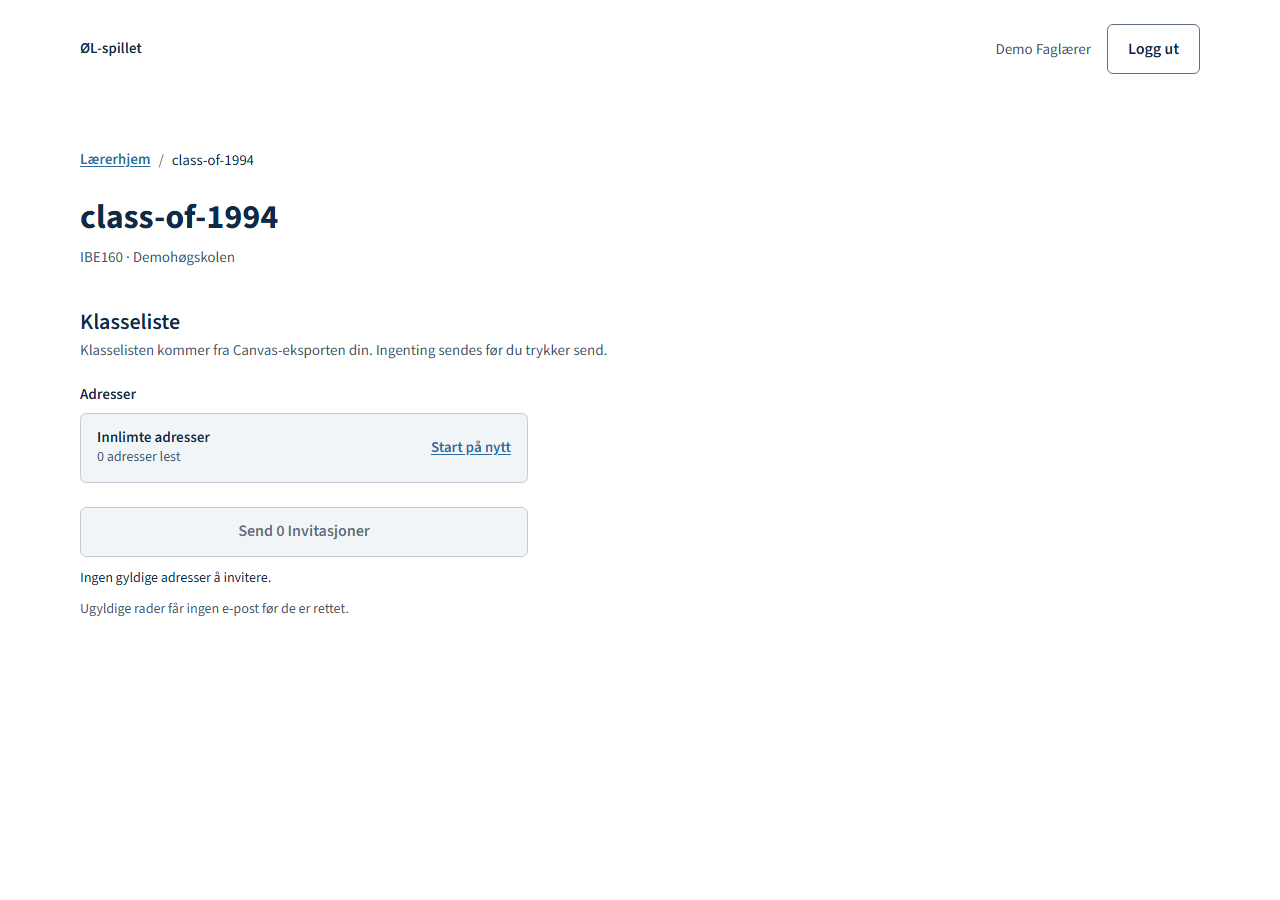 ØL-spillet
Demo Faglærer
Logg ut
Lærerhjem / class-of-1994
class-of-1994
IBE160 · Demohøgskolen
Klasseliste
Klasselisten kommer fra Canvas-eksporten din. Ingenting sendes før du trykker send.
Adresser
Innlimte adresser
0 adresser lest
Start på nytt
Send 0 Invitasjoner
Ingen gyldige adresser å invitere.
Ugyldige rader får ingen e-post før de er rettet.